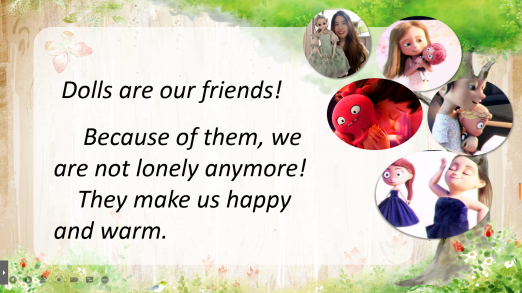 Dolls are our friends!
Because of them, we
are not lonely anymore!
They make us happy
and warm.